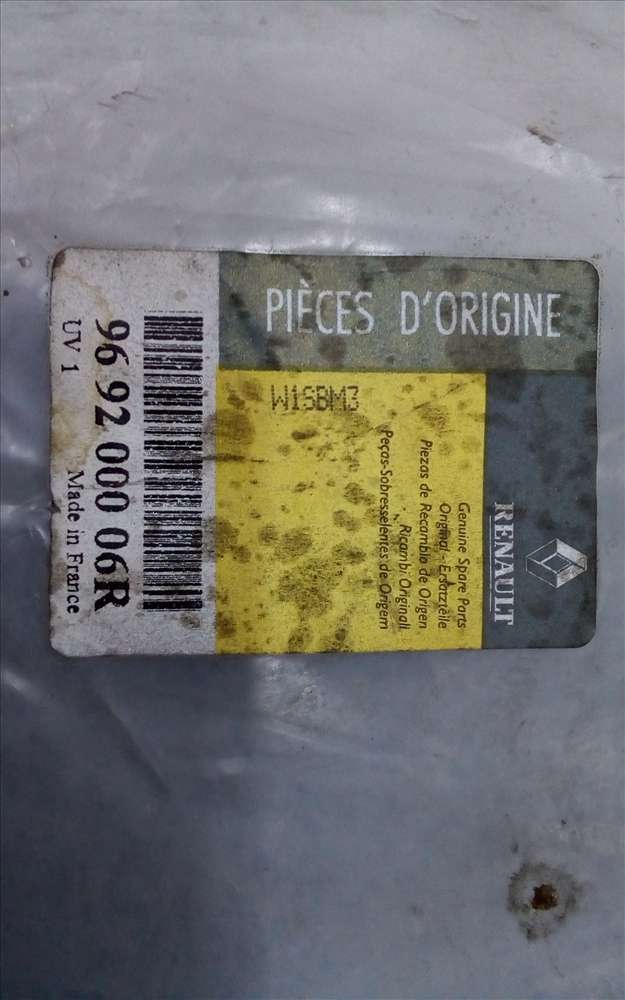 PIÈCES D'ORIGINE
W1SBM3
RENAULT
Genuine Spare Parts
Original - Ersatzteile
Piezas de Recambio de Origen
Ricambi Originali
Peças-Sobresselentes de Origem
96 92 000 06R
UV 1 Made in France